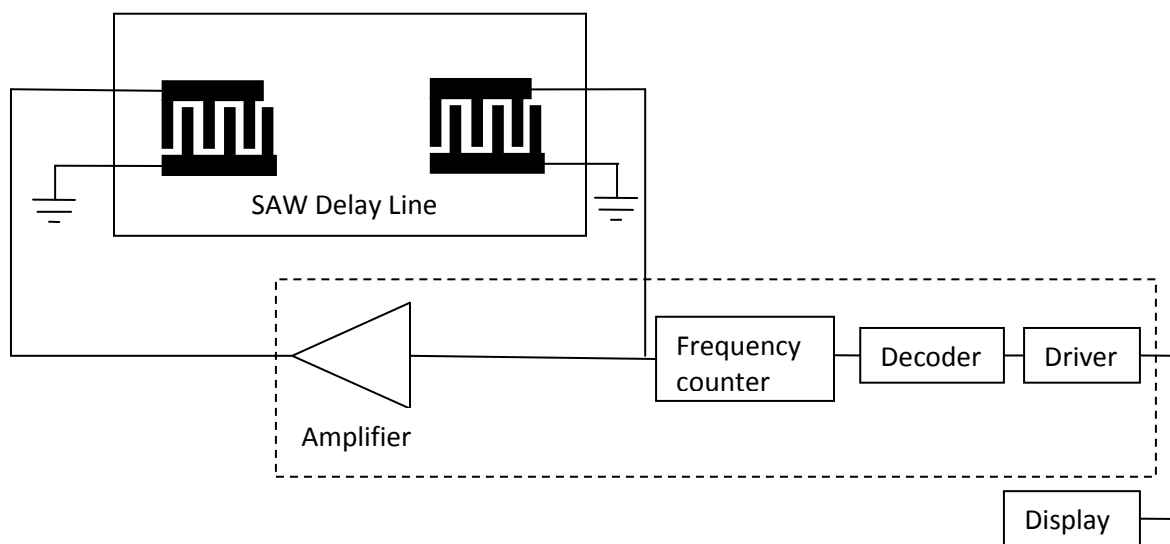 SAW Delay Line
Frequency
counter
Decoder
Driver
Amplifier
Display